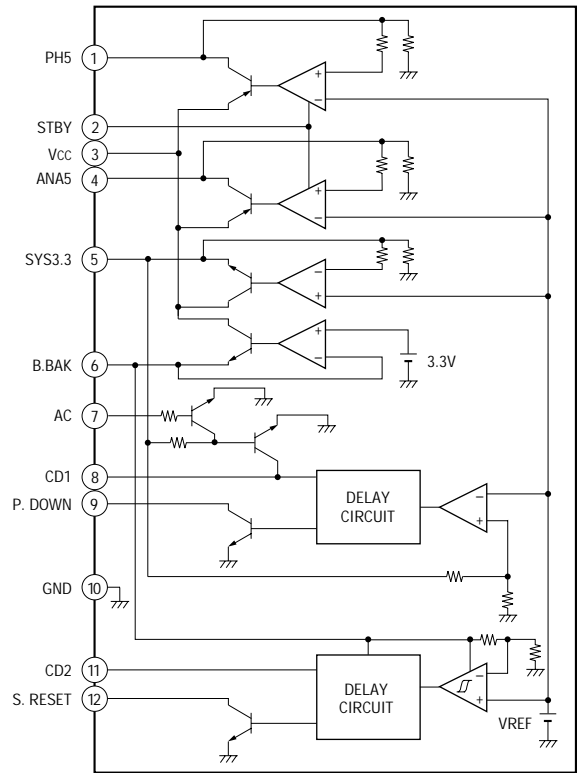 PH5
1
STBY
2
VCC
3
ANA5
4
SYS3.3
5
B.BAK
6
AC
7
CD1
8
P. DOWN
9
GND
10
CD2
11
S. RESET
12
+
−
+
−
−
+
+
−
3.3V
DELAY
CIRCUIT
−
+
DELAY
CIRCUIT
−
+
VREF